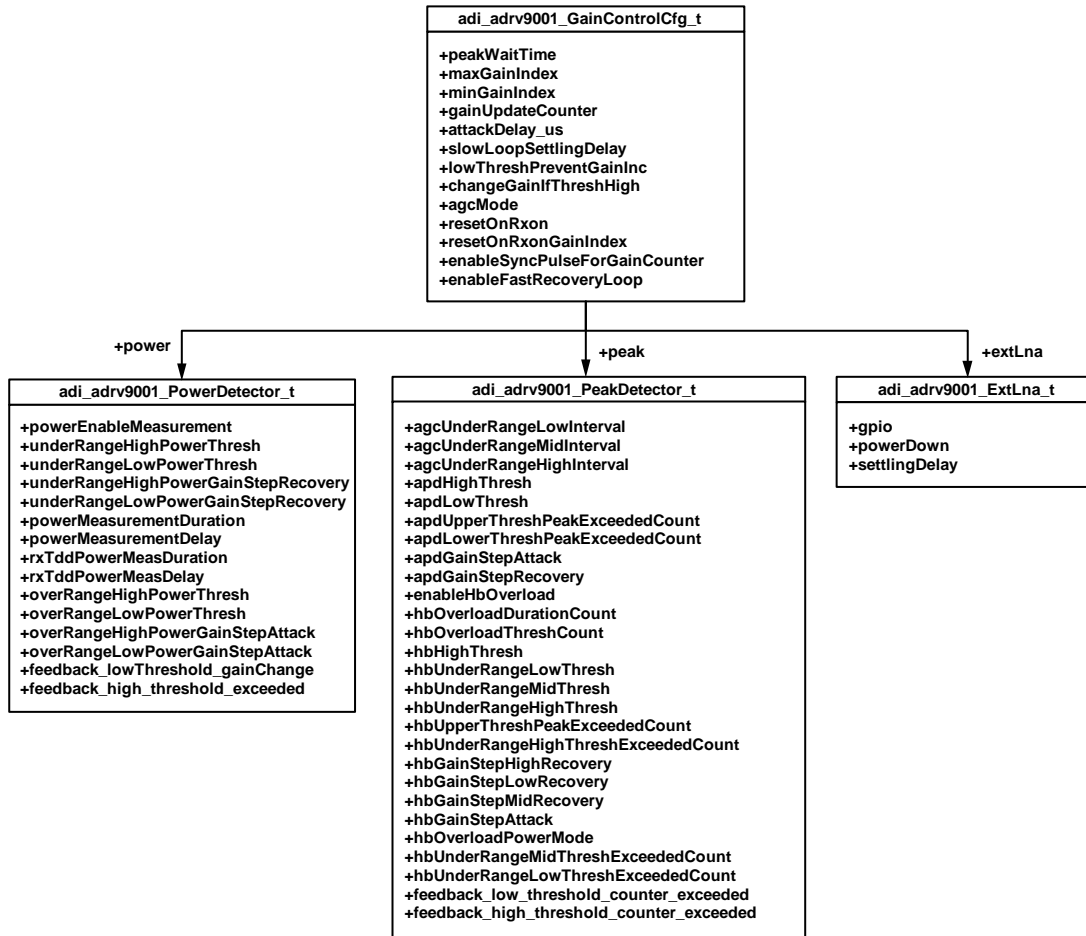 adi_adrv9001_GainControlCfg_t
+peakWaitTime
+maxGainIndex
+minGainIndex
+gainUpdateCounter
+attackDelay_us
+slowLoopSettlingDelay
+lowThreshPreventGainInc
+changeGainIfThreshHigh
+agcMode
+resetOnRxon
+resetOnRxonGainIndex
+enableSyncPulseForGainCounter
+enableFastRecoveryLoop
+power
+peak
+extLna
adi_adrv9001_PowerDetector_t
+powerEnableMeasurement
+underRangeHighPowerThresh
+underRangeLowPowerThresh
+underRangeHighPowerGainStepRecovery
+underRangeLowPowerGainStepRecovery
+powerMeasurementDuration
+powerMeasurementDelay
+rxTddPowerMeasDuration
+rxTddPowerMeasDelay
+overRangeHighPowerThresh
+overRangeLowPowerThresh
+overRangeHighPowerGainStepAttack
+overRangeLowPowerGainStepAttack
+feedback_lowThreshold_gainChange
+feedback_high_threshold_exceeded
adi_adrv9001_PeakDetector_t
+agcUnderRangeLowInterval
+agcUnderRangeMidInterval
+agcUnderRangeHighInterval
+apdHighThresh
+apdLowThresh
+apdUpperThreshPeakExceededCount
+apdLowerThreshPeakExceededCount
+apdGainStepAttack
+apdGainStepRecovery
+enableHbOverload
+hbOverloadDurationCount
+hbOverloadThreshCount
+hbHighThresh
+hbUnderRangeLowThresh
+hbUnderRangeMidThresh
+hbUnderRangeHighThresh
+hbUpperThreshPeakExceededCount
+hbUnderRangeHighThreshExceededCount
+hbGainStepHighRecovery
+hbGainStepLowRecovery
+hbGainStepMidRecovery
+hbGainStepAttack
+hbOverloadPowerMode
+hbUnderRangeMidThreshExceededCount
+hbUnderRangeLowThreshExceededCount
+feedback_low_threshold_counter_exceeded
+feedback_high_threshold_counter_exceeded
adi_adrv9001_ExtLna_t
+gpio
+powerDown
+settlingDelay